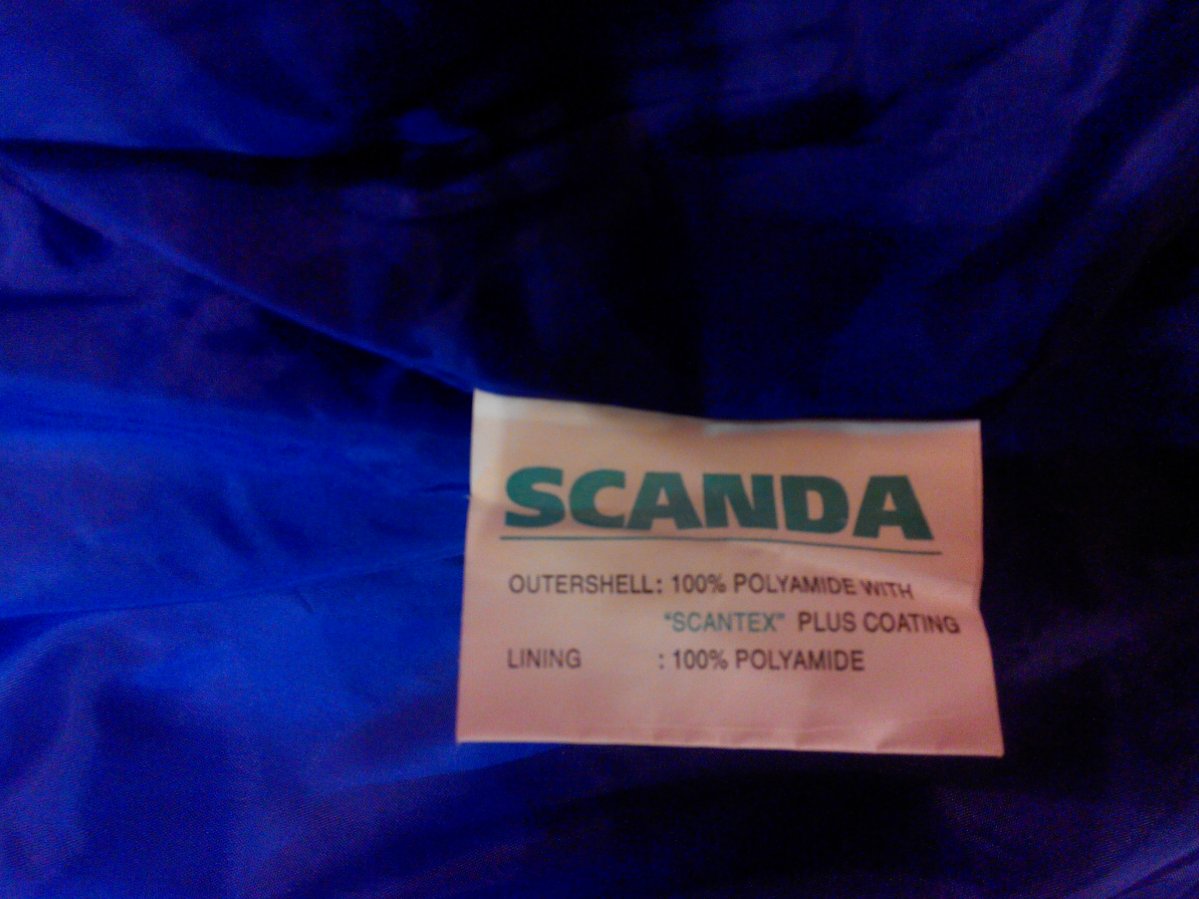 SCANDA
OUTERSHELL: 100% POLYAMIDE WITH
"SCANTEX" PLUS COATING
LINING : 100% POLYAMIDE